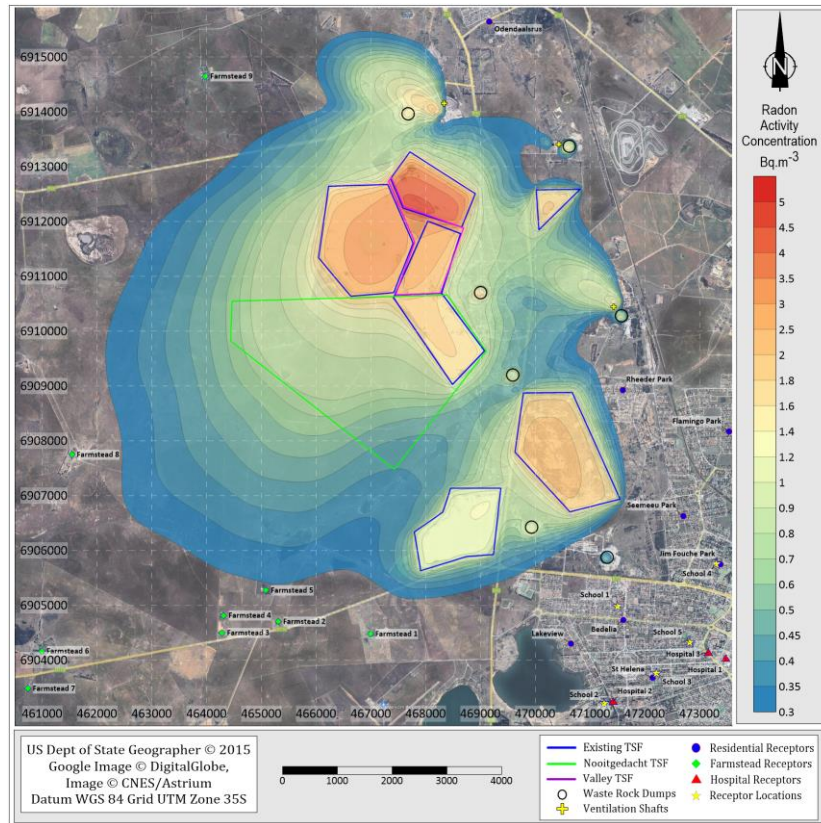 Odendaalsrus
6915000
Farmstead 9
6914000
6913000
6912000
6911000
6910000
6909000
Rheeder Park
Flamingo Park
6908000
Farmstead 8
6907000
Seemeeu Park
6906000
Jim Fouche Park
School 4
Farmstead 5
6905000
School 1
Farmstead 4
Farmstead 2
Bedelia
Farmstead 3
Farmstead 1
Lakeview
School 5
Farmstead 6
6904000
Hospital 3
Hospital 1
St Helena
School 3
Farmstead 7
School 2
Hospital 2
461000 462000 463000 464000 465000 466000 467000 468000 469000 470000 471000 472000 473000
N
Radon
Activity
Concentration
Bq.m⁻³
5
4.5
4
3.5
3
2.5
2
1.8
1.6
1.4
1.2
1
0.9
0.8
0.7
0.6
0.5
0.45
0.4
0.35
0.3
US Dept of State Geographer © 2015
Google Image © DigitalGlobe,
Image © CNES/Astrium
Datum WGS 84 Grid UTM Zone 35S
0 1000 2000 3000 4000
Existing TSF
Nooitgedacht TSF
Valley TSF
Waste Rock Dumps
Ventilation Shafts
Residential Receptors
Farmstead Receptors
Hospital Receptors
Receptor Locations